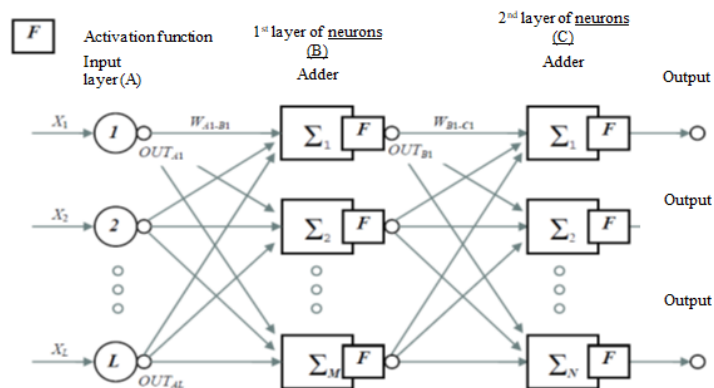 F Activation function
Input
layer (A)
1st layer of neurons
(B)
Adder
2nd layer of neurons
(C)
Adder
Output
X1 1 WA1-B1 Σ1 F WB1-C1 Σ1 F
OUTA1 OUTB1
Output
X2 2 Σ2 F Σ2 F
Output
XL L ΣM F ΣN F
OUTAL